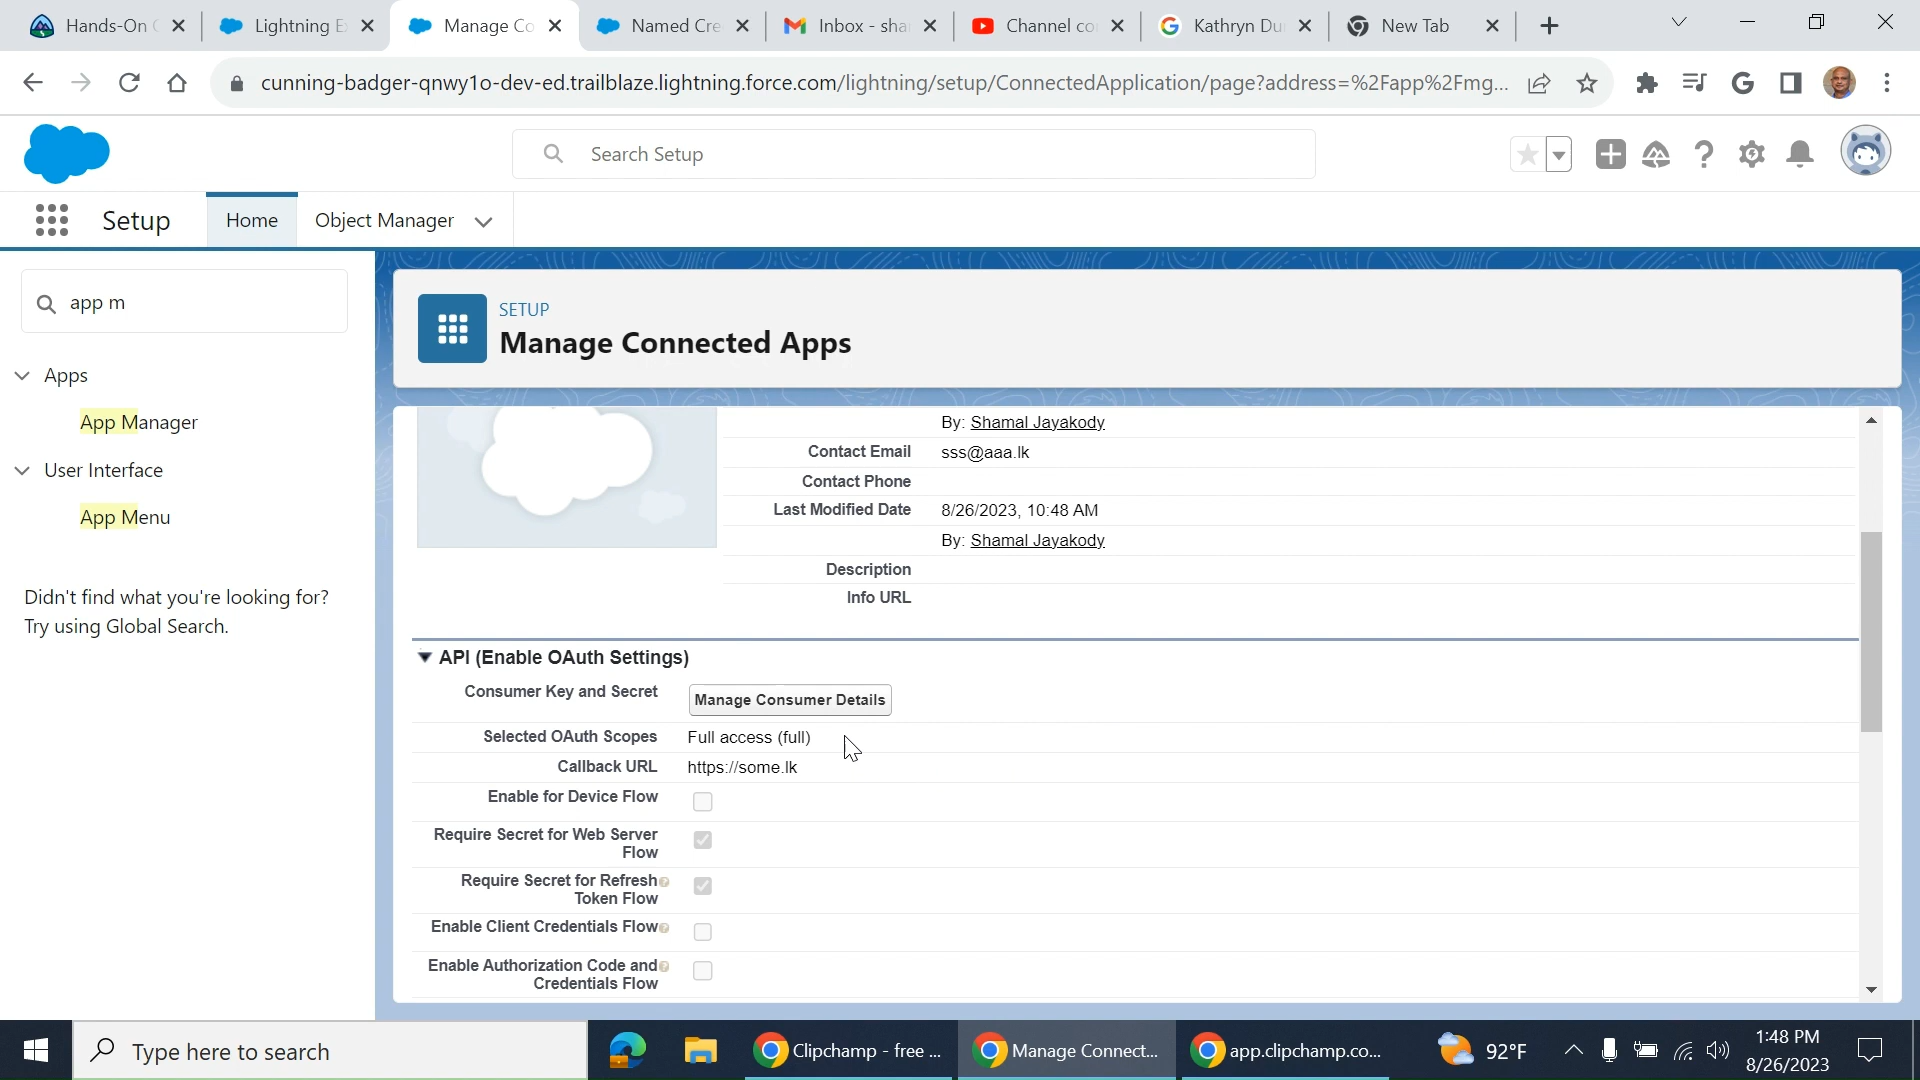 Hands-On
Lightning E
Manage Co
Named Cre
Inbox - sha
Channel co
Kathryn Du
New Tab
cunning-badger-qnwy1o-dev-ed.trailblaze.lightning.force.com/lightning/setup/ConnectedApplication/page?address=%2Fapp%2Fmg...
Search Setup
Setup
Home
Object Manager
app m
Apps
App Manager
User Interface
App Menu
Didn't find what you're looking for?
Try using Global Search.
SETUP
Manage Connected Apps
By: Shamal Jayakody
Contact Email sss@aaa.lk
Contact Phone
Last Modified Date 8/26/2023, 10:48 AM
By: Shamal Jayakody
Description
Info URL
API (Enable OAuth Settings)
Consumer Key and Secret Manage Consumer Details
Selected OAuth Scopes Full access (full)
Callback URL https://some.lk
Enable for Device Flow
Require Secret for Web Server
Flow
Require Secret for Refresh
Token Flow
Enable Client Credentials Flow
Enable Authorization Code and
Credentials Flow
Type here to search
Clipchamp - free ...
Manage Connect...
app.clipchamp.co...
92°F
1:48 PM
8/26/2023